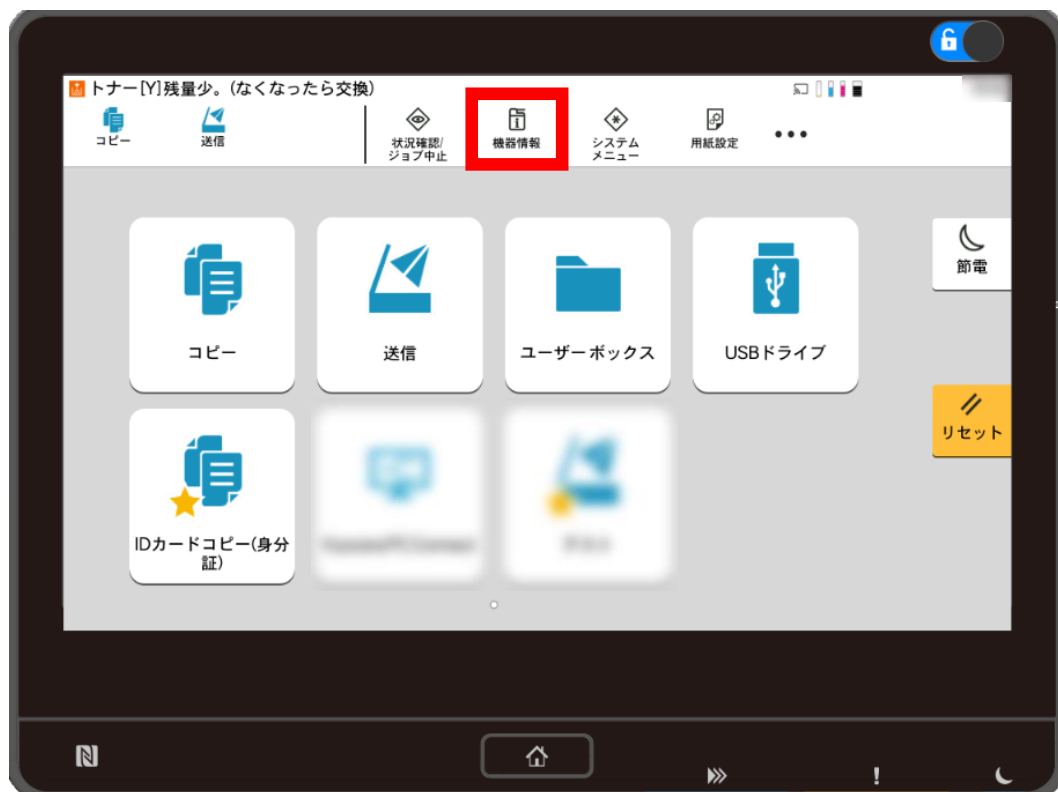 トナー[Y]残量少。(なくなったら交換)
コピー
送信
状況確認/
ジョブ中止
機器情報
システム
メニュー
用紙設定
コピー
送信
ユーザーボックス
USBドライブ
節電
リセット
IDカードコピー(身分
証)